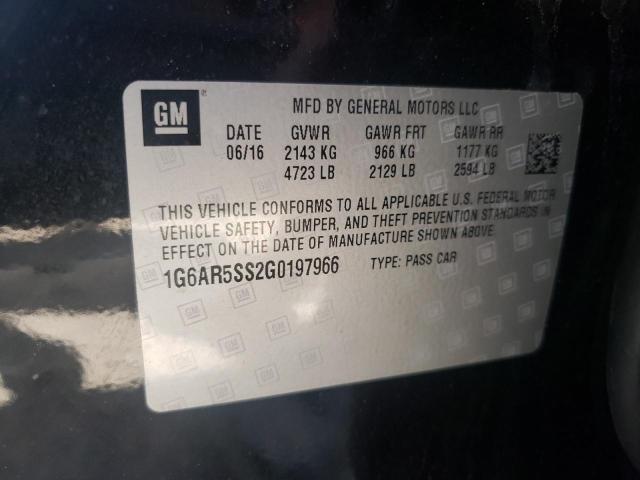 GM
MFD BY GENERAL MOTORS LLC
DATE GVWR GAWR FRT GAWR RR
06/16 2143 KG 966 KG 1177 KG
4723 LB 2129 LB 2594 LB
THIS VEHICLE CONFORMS TO ALL APPLICABLE U.S. FEDERAL MOTOR
VEHICLE SAFETY, BUMPER, AND THEFT PREVENTION STANDARDS IN
EFFECT ON THE DATE OF MANUFACTURE SHOWN ABOVE
1G6AR5SS2G0197966 TYPE: PASS CAR